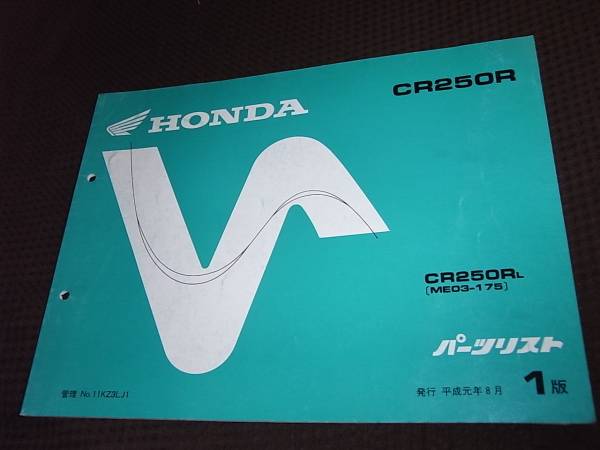 CR250R
HONDA
CR250RL
[ME03-175]
パーツリスト
管理 No.11KZ3LJ1
発行 平成元年8月 1版